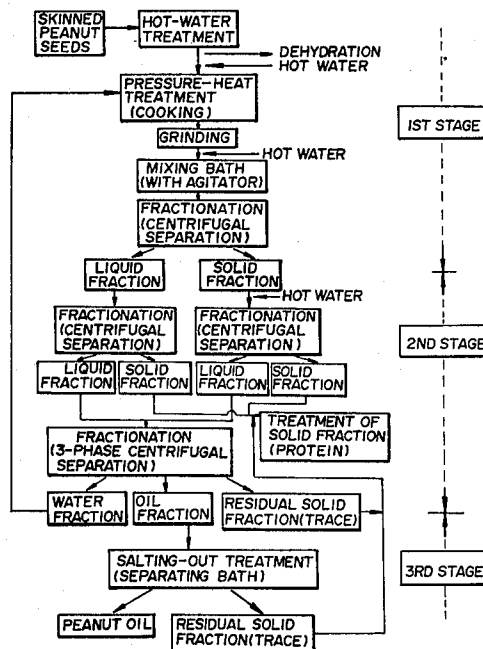 SKINNED
PEANUT
SEEDS
HOT-WATER
TREATMENT
DEHYDRATION
HOT WATER
PRESSURE-HEAT
TREATMENT
(COOKING)
1ST STAGE
GRINDING
HOT WATER
MIXING BATH
(WITH AGITATOR)
FRACTIONATION
(CENTRIFUGAL
SEPARATION)
LIQUID
FRACTION
SOLID
FRACTION
HOT WATER
FRACTIONATION
(CENTRIFUGAL
SEPARATION)
FRACTIONATION
(CENTRIFUGAL
SEPARATION)
2ND STAGE
LIQUID
FRACTION
SOLID
FRACTION
LIQUID
FRACTION
SOLID
FRACTION
TREATMENT OF
SOLID FRACTION
(PROTEIN)
FRACTIONATION
(3-PHASE CENTRIFUGAL
SEPARATION)
WATER
FRACTION
OIL
FRACTION
RESIDUAL SOLID
FRACTION(TRACE)
SALTING-OUT TREATMENT
(SEPARATING BATH)
3RD STAGE
PEANUT OIL
RESIDUAL SOLID
FRACTION(TRACE)